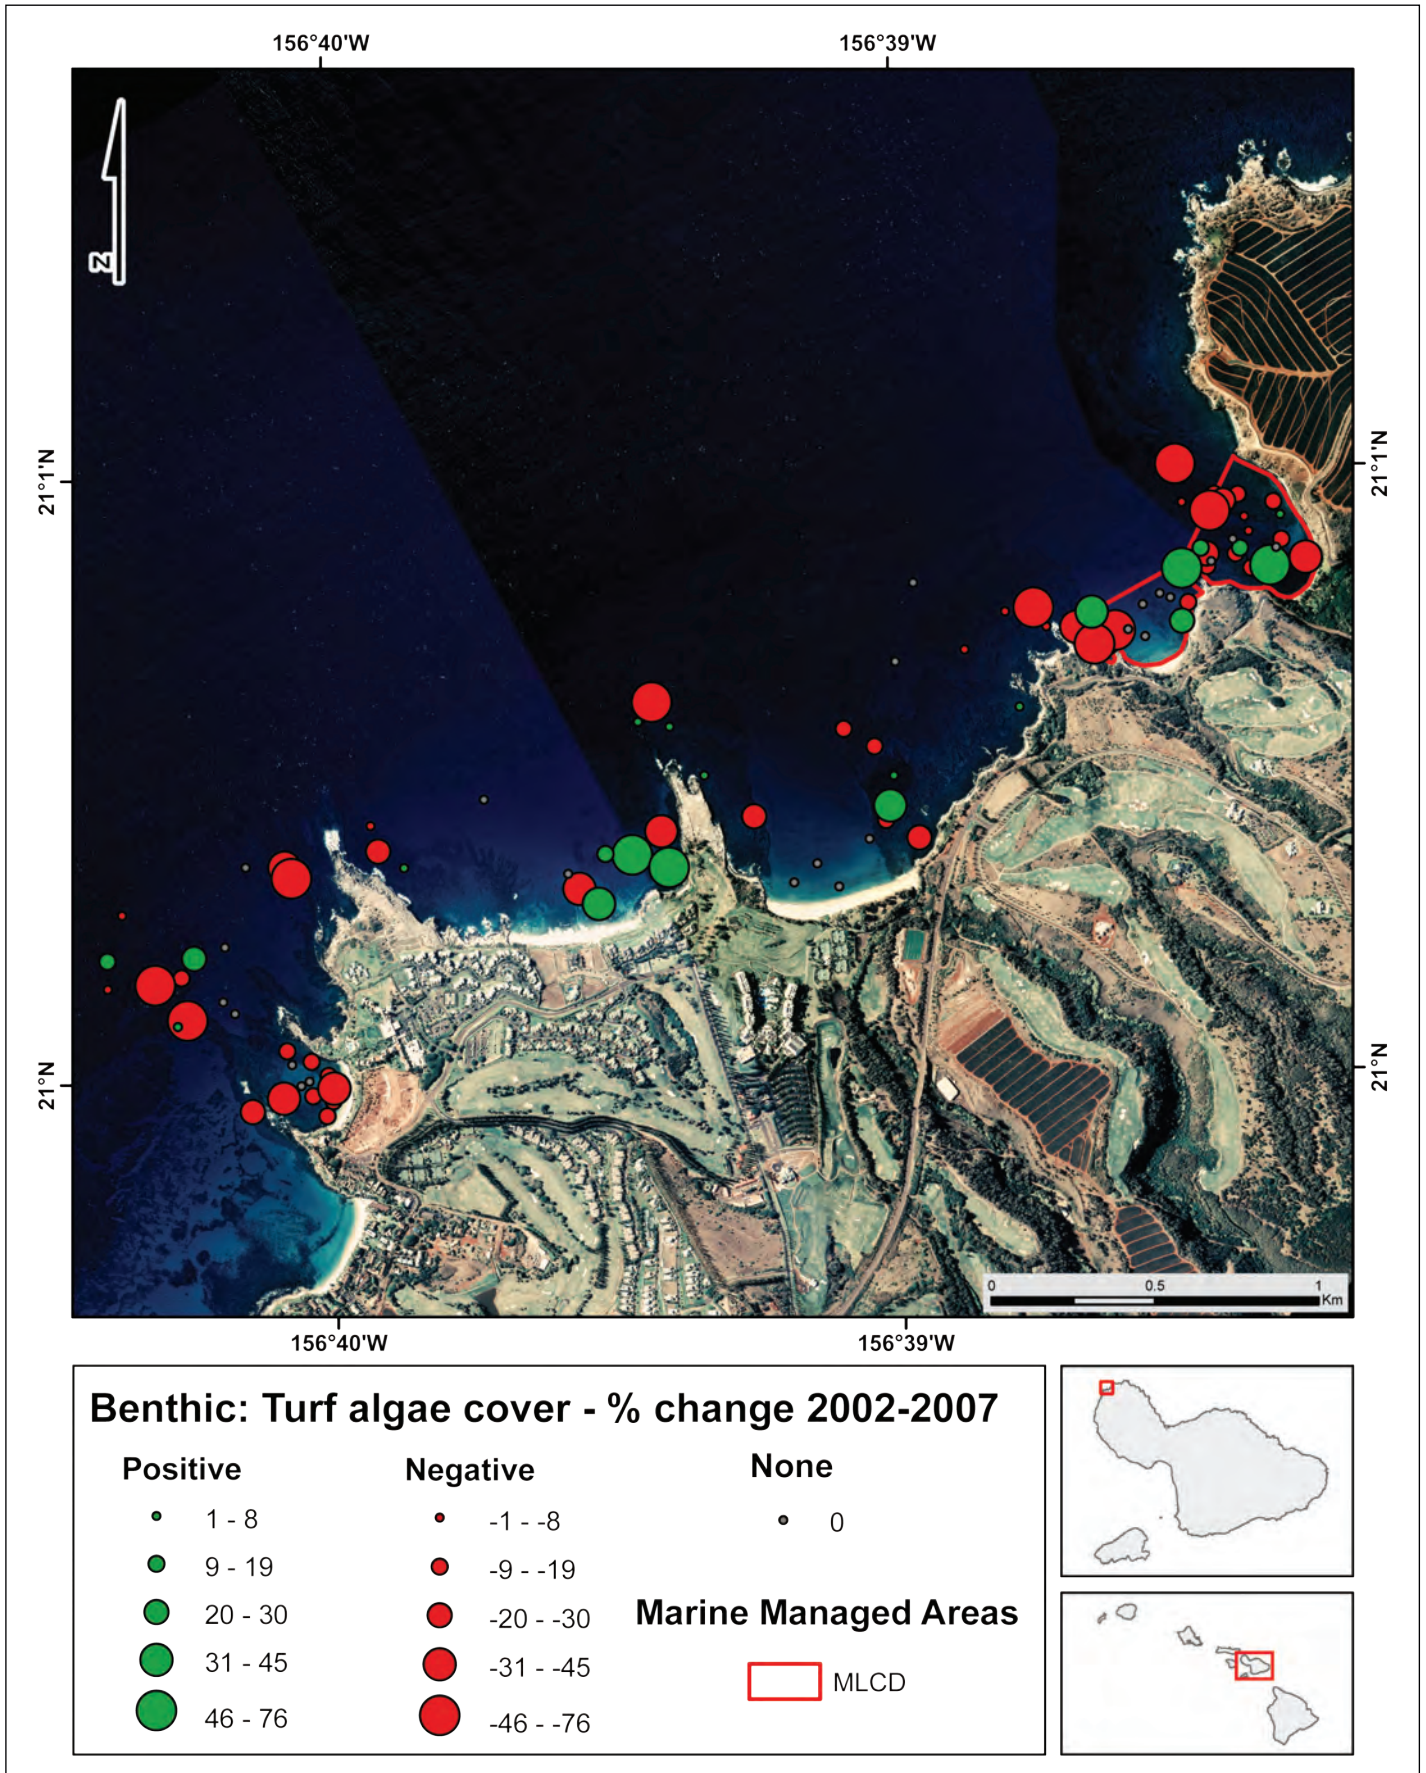 156°40'W 156°39'W
N
21°1'N 21°1'N
21°N 21°N
0 0.5 1
Km
156°40'W 156°39'W
Benthic: Turf algae cover - % change 2002-2007
Positive Negative None
1 - 8 -1 - -8 0
9 - 19 -9 - -19
20 - 30 -20 - -30
Marine Managed Areas
31 - 45 -31 - -45
MLCD
46 - 76 -46 - -76